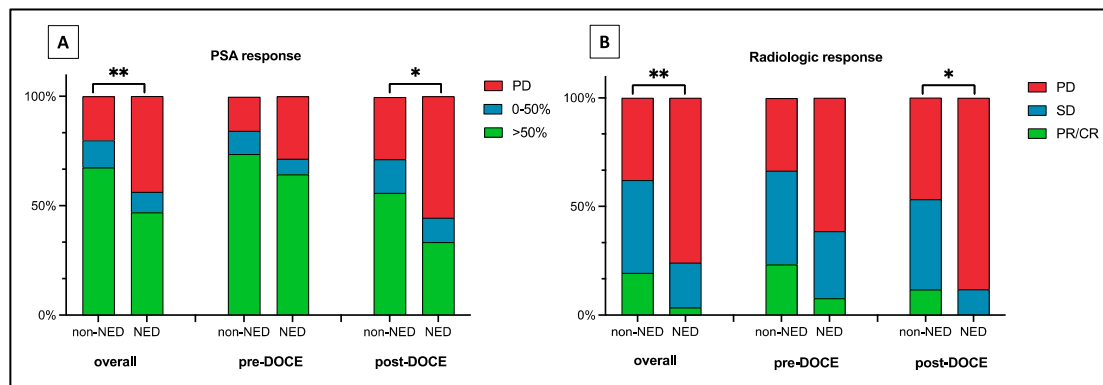 A
PSA response
** *
PD
0-50%
>50%
100%
50%
0%
non-NED NED non-NED NED non-NED NED
overall pre-DOCE post-DOCE
B
Radiologic response
** *
PD
SD
PR/CR
100%
50%
0%
non-NED NED non-NED NED non-NED NED
overall pre-DOCE post-DOCE